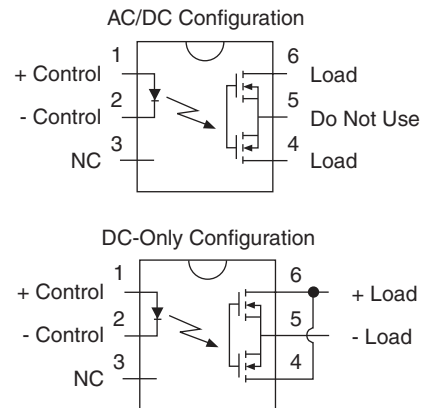 AC/DC Configuration
1
+ Control
2
- Control
3
NC
6
Load
5
Do Not Use
4
Load
DC-Only Configuration
1
+ Control
2
- Control
3
NC
6
+ Load
5
- Load
4